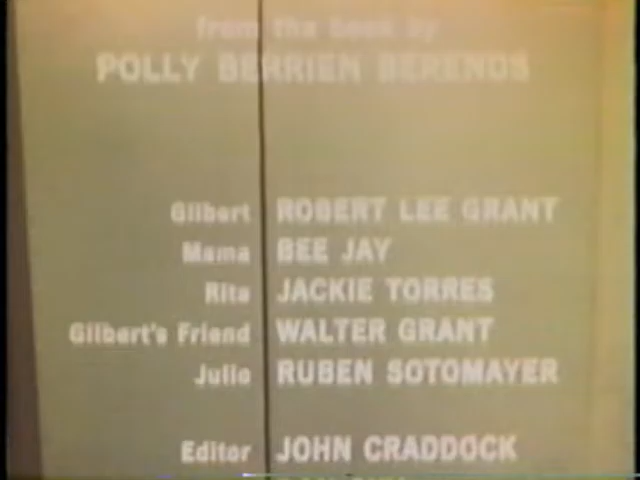 from the book by
POLLY BERRIEN BERENDS
Gilbert ROBERT LEE GRANT
Mama BEE JAY
Rita JACKIE TORRES
Gilbert's Friend WALTER GRANT
Julio RUBEN SOTOMAYER
Editor JOHN CRADDOCK